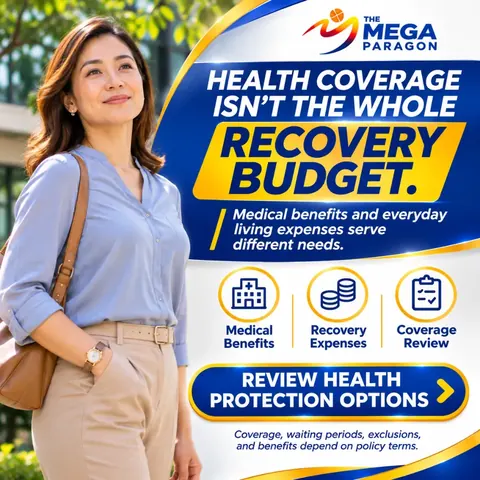 THE
MEGA
PARAGON
HEALTH COVERAGE
ISN'T THE WHOLE
RECOVERY
BUDGET.
Medical benefits and everyday
living expenses serve
different needs.
Medical
Benefits
Recovery
Expenses
Coverage
Review
REVIEW HEALTH
PROTECTION OPTIONS
Coverage, waiting periods, exclusions,
and benefits depend on policy terms.